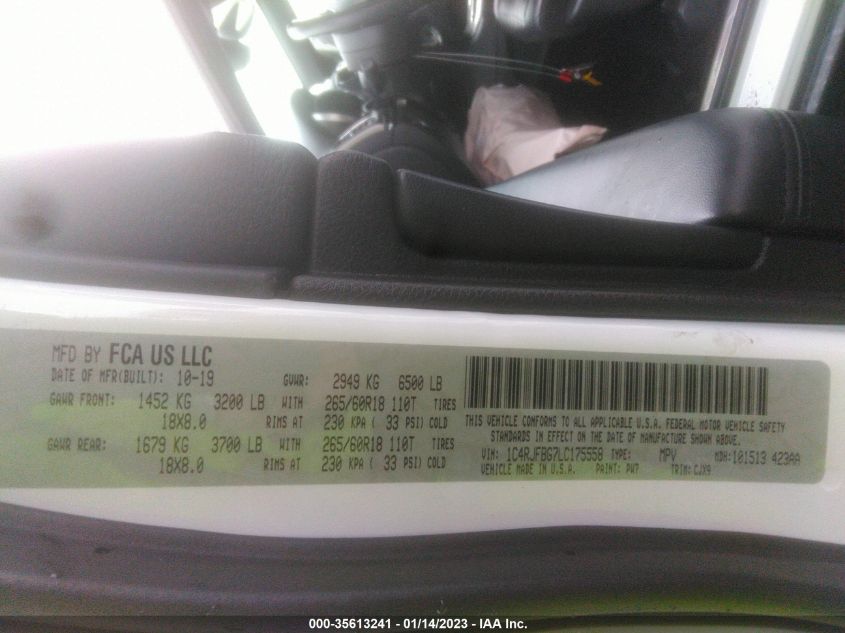 MFD BY FCA US LLC
DATE OF MFR(BUILT): 10-19 GVWR: 2949 KG 6500 LB
GAWR FRONT: 1452 KG 3200 LB WITH 265/60R18 110T TIRES
18X8.0 RIMS AT 230 KPA ( 33 PSI) COLD
GAWR REAR: 1679 KG 3700 LB WITH 265/60R18 110T TIRES
18X8.0 RIMS AT 230 KPA ( 33 PSI) COLD
THIS VEHICLE CONFORMS TO ALL APPLICABLE U.S.A. FEDERAL MOTOR VEHICLE SAFETY
STANDARDS IN EFFECT ON THE DATE OF MANUFACTURE SHOWN ABOVE.
VIN: 1C4RJFBG7LC175558 TYPE: MPV MDH: 101513 423AA
VEHICLE MADE IN U.S.A. PAINT: PW7 TRIM: CJX9
000-35613241 - 01/14/2023 - IAA Inc.